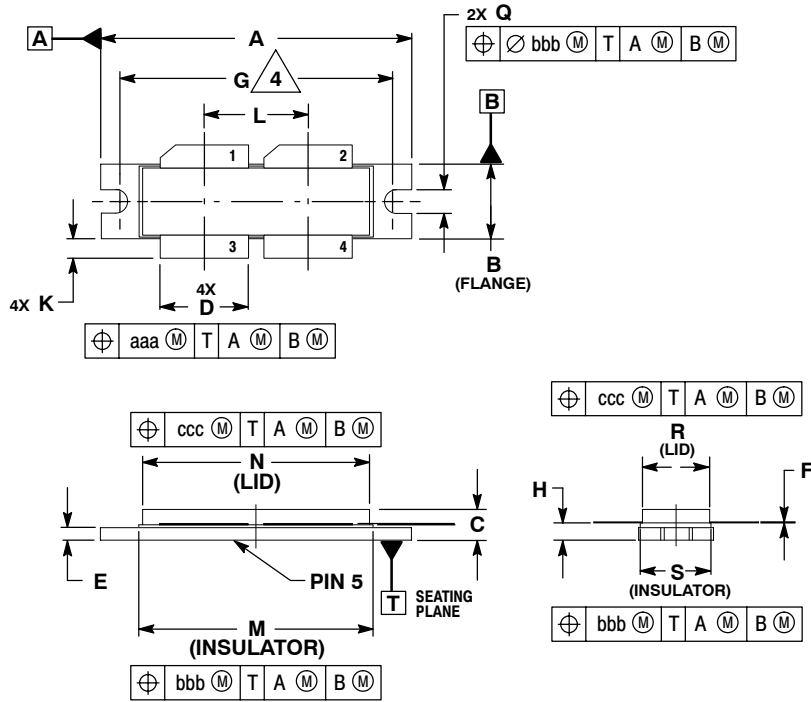 A
A
2X Q
⌖ ∅ bbb Ⓜ T A Ⓜ B Ⓜ
G 4
L
B
1 2
3 4
B
(FLANGE)
4X K
4X
D
⌖ aaa Ⓜ T A Ⓜ B Ⓜ
⌖ ccc Ⓜ T A Ⓜ B Ⓜ
N
(LID)
C
E
PIN 5
T SEATING
PLANE
M
(INSULATOR)
⌖ bbb Ⓜ T A Ⓜ B Ⓜ
⌖ ccc Ⓜ T A Ⓜ B Ⓜ
R
(LID)
H
F
S
(INSULATOR)
⌖ bbb Ⓜ T A Ⓜ B Ⓜ